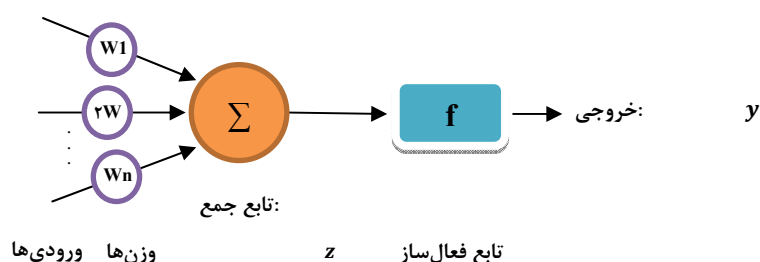 W1
۲W
Wn
∑
f
خروجی: y
تابع جمع:
ورودی‌ها وزن‌ها z تابع فعال‌ساز